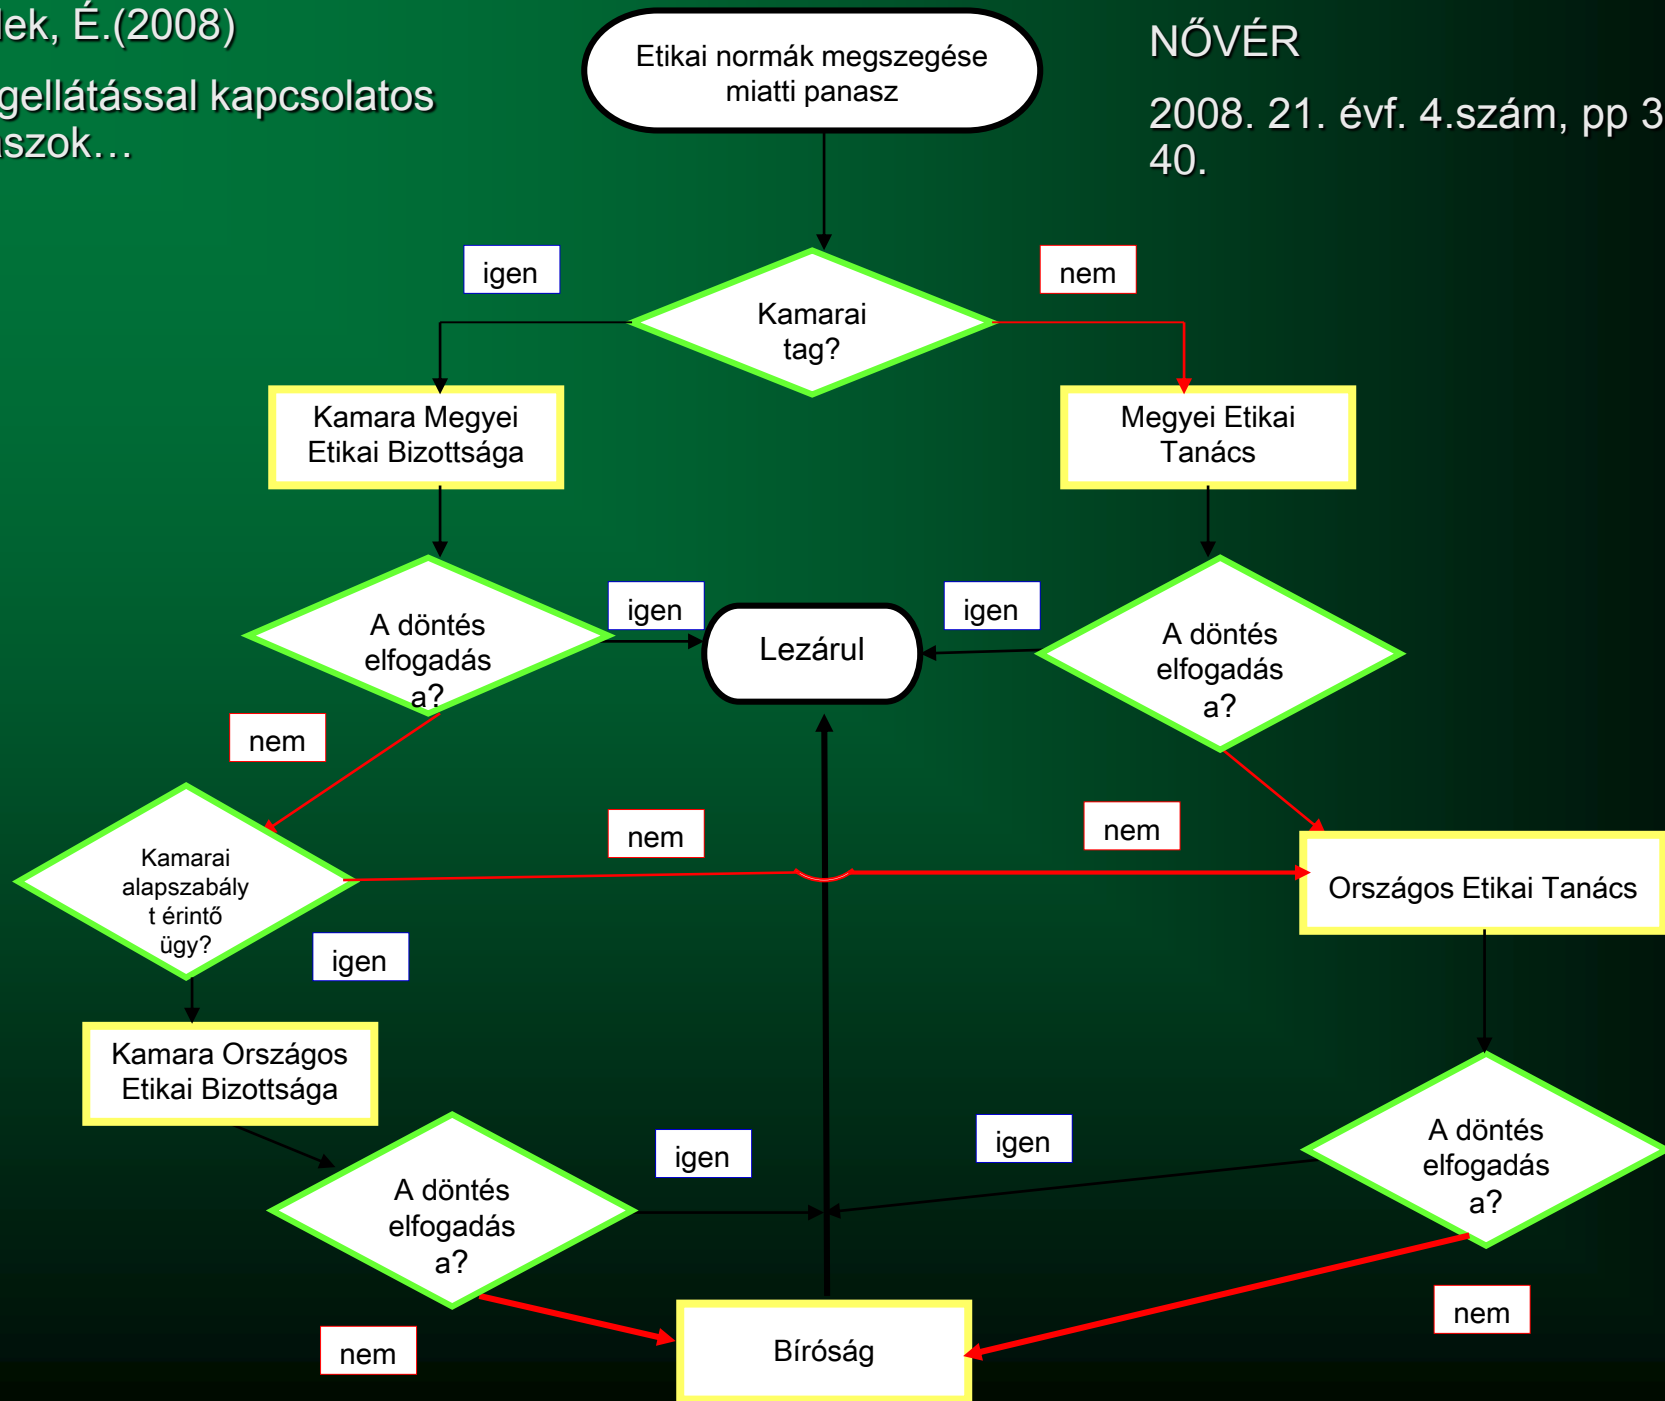 lek, É.(2008)
gellátással kapcsolatos
aszok…
NŐVÉR
2008. 21. évf. 4.szám, pp 3
40.
Etikai normák megszegése
miatti panasz
igen
nem
Kamarai
tag?
Kamara Megyei
Etikai Bizottsága
Megyei Etikai
Tanács
A döntés
elfogadás
a?
igen
Lezárul
igen
A döntés
elfogadás
a?
nem
nem
nem
Kamarai
alapszabály
t érintő
ügy?
Országos Etikai Tanács
igen
Kamara Országos
Etikai Bizottsága
A döntés
elfogadás
a?
igen
igen
A döntés
elfogadás
a?
nem
Bíróság
nem